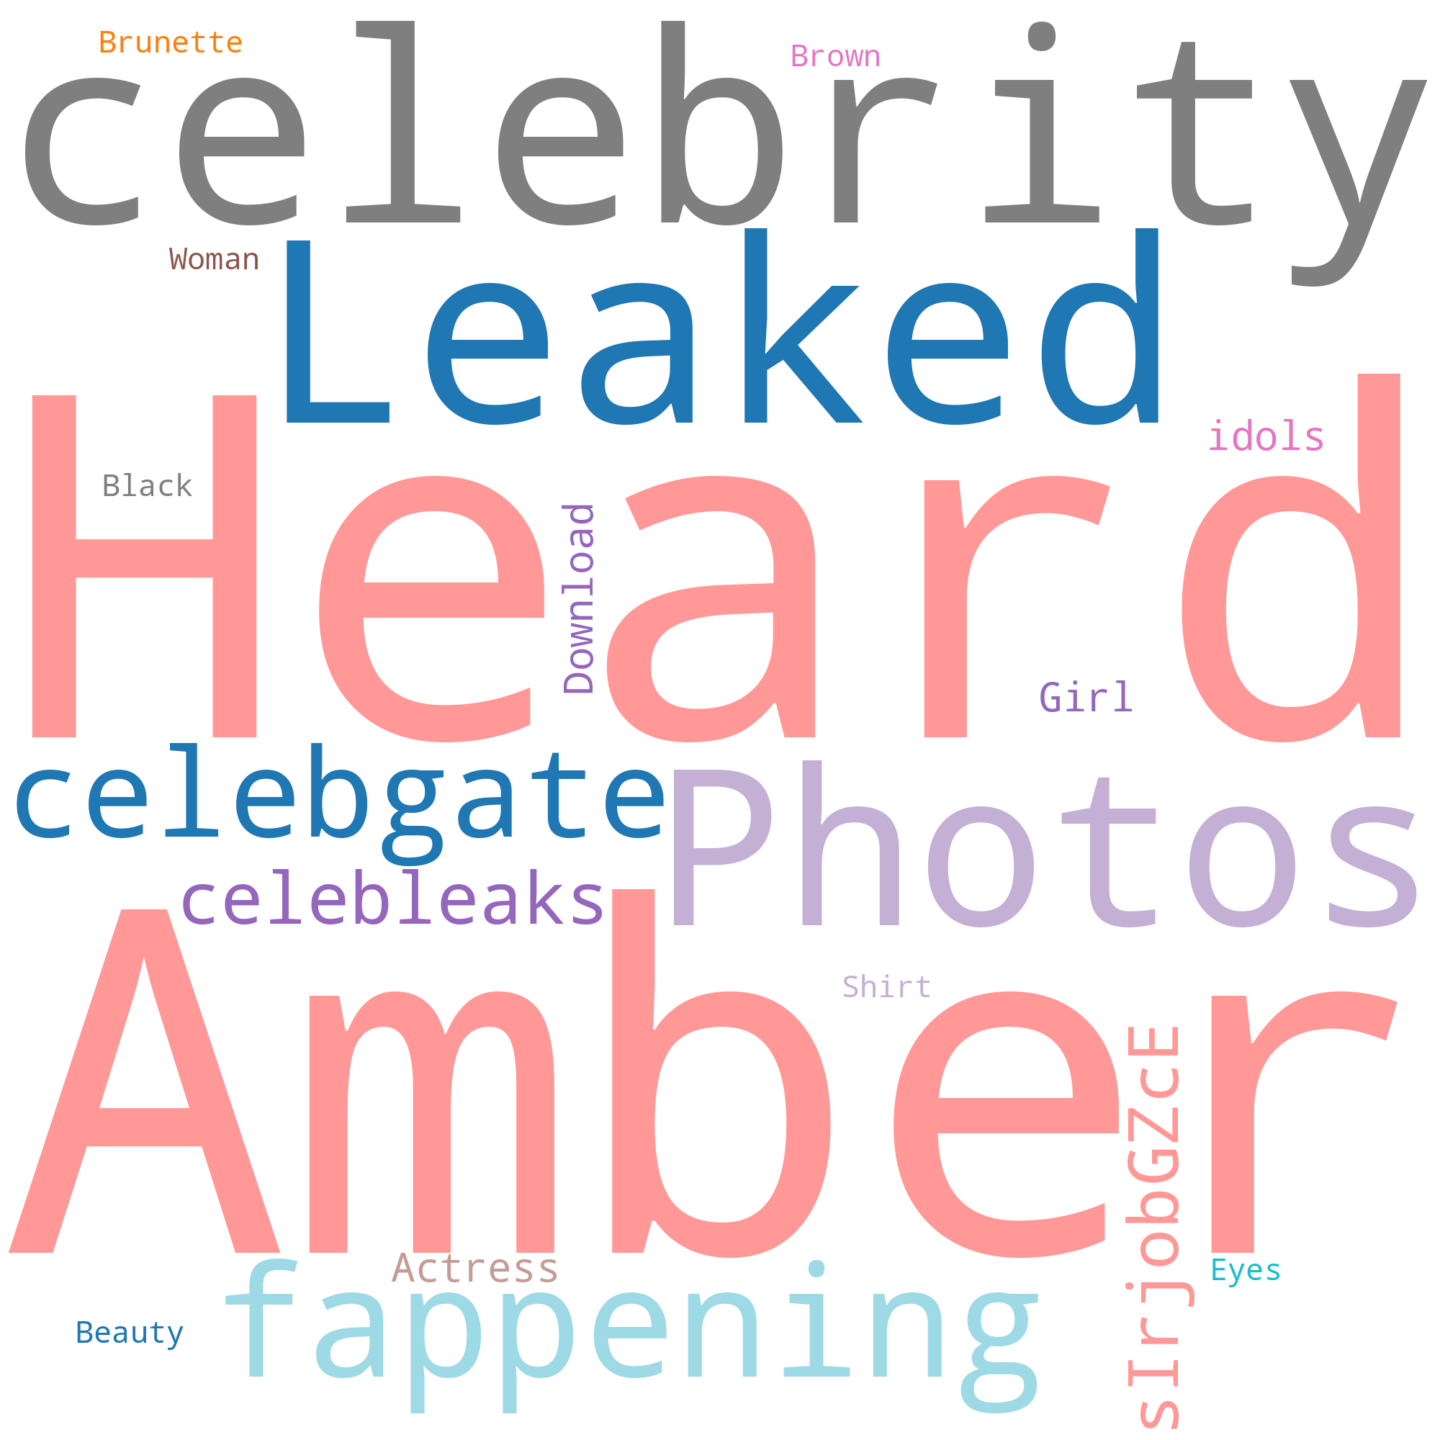 Brunette
Brown
celebrity
Woman
Leaked
idols
Black
Heard
Download
Girl
celebgate
Photos
celebleaks
Amber
Shirt
sIrjobGZcE
Actress
Eyes
Beauty
fappening